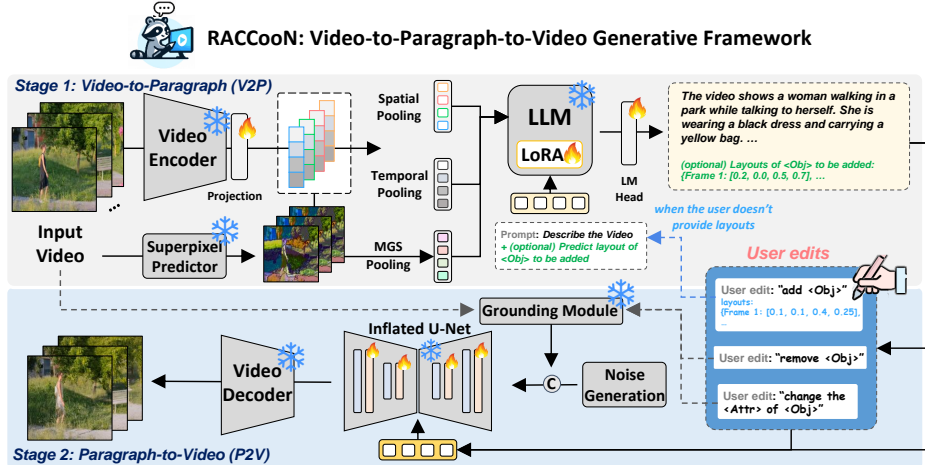 RACCooN: Video-to-Paragraph-to-Video Generative Framework
Stage 1: Video-to-Paragraph (V2P)
Video
Encoder
Projection
Spatial
Pooling
Temporal
Pooling
MGS
Pooling
LLM
LoRA
LM
Head
The video shows a woman walking in a
park while talking to herself. She is
wearing a black dress and carrying a
yellow bag. ...
(optional) Layouts of <Obj> to be added:
{Frame 1: [0.2, 0.0, 0.5, 0.7], ...
...
Input
Video
Superpixel
Predictor
Prompt: Describe the Video
+ (optional) Predict layout of
<Obj> to be added
when the user doesn't
provide layouts
User edits
User edit: "add <Obj>"
layouts:
{Frame 1: [0.1, 0.1, 0.4, 0.25],
...
User edit: "remove <Obj>"
User edit: "change the
<Attr> of <Obj>"
Grounding Module
Inflated U-Net
C
Noise
Generation
Video
Decoder
Stage 2: Paragraph-to-Video (P2V)